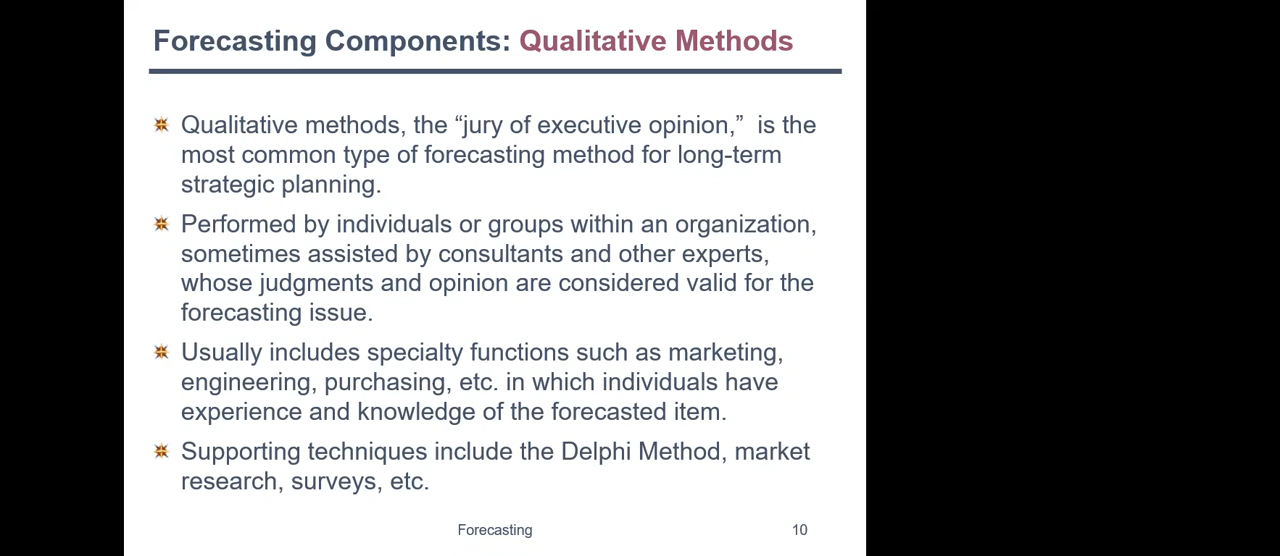 Forecasting Components: Qualitative Methods
Qualitative methods, the “jury of executive opinion,”  is the
most common type of forecasting method for long-term
strategic planning.
Performed by individuals or groups within an organization,
sometimes assisted by consultants and other experts,
whose judgments and opinion are considered valid for the
forecasting issue.
Usually includes specialty functions such as marketing,
engineering, purchasing, etc. in which individuals have
experience and knowledge of the forecasted item.
Supporting techniques include the Delphi Method, market
research, surveys, etc.
Forecasting 10